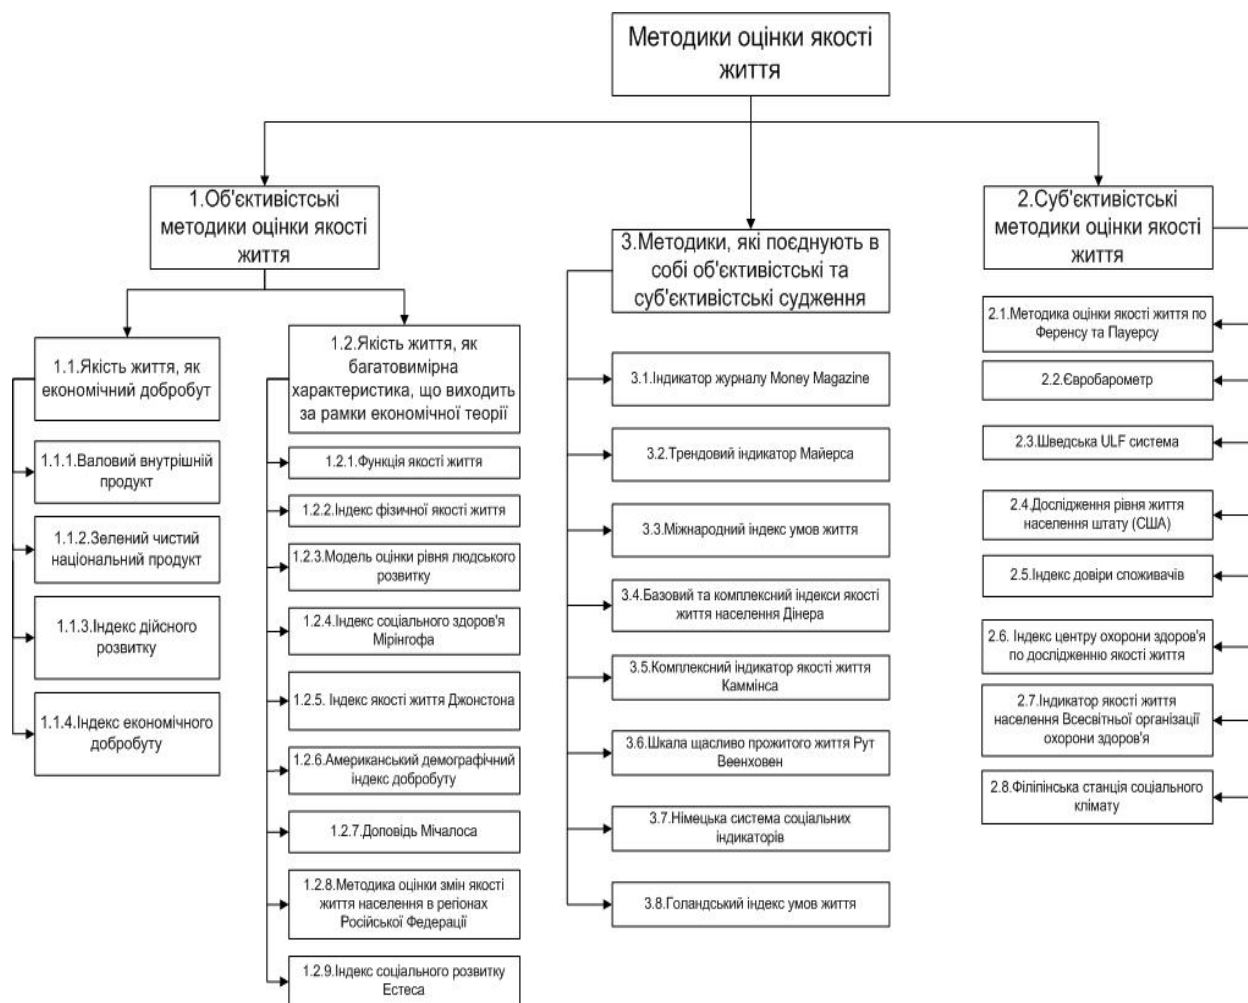 Методики оцінки якості
життя
1.Об'єктивістські
методики оцінки якості
життя
1.1.Якість життя, як
економічний добробут
1.1.1.Валовий внутрішній
продукт
1.1.2.Зелений чистий
національний продукт
1.1.3.Індекс дійсного
розвитку
1.1.4.Індекс економічного
добробуту
1.2.Якість життя, як
багатовимірна
характеристика, що виходить
за рамки економічної теорії
1.2.1.Функція якості життя
1.2.2.Індекс фізичної якості життя
1.2.3.Модель оцінки рівня людського
розвитку
1.2.4.Індекс соціального здоров'я
Мірінгофа
1.2.5. Індекс якості життя Джонстона
1.2.6.Американський демографічний
індекс добробуту
1.2.7.Доповідь Мічалоса
1.2.8.Методика оцінки змін якості
життя населення в регіонах
Російської Федерації
1.2.9.Індекс соціального розвитку
Естеса
3.Методики, які поєднують в
собі об'єктивістські та
суб'єктивістські судження
3.1.Індикатор журналу Money Magazine
3.2.Трендовий індикатор Майерса
3.3.Міжнародний індекс умов життя
3.4.Базовий та комплексний індекси якості
життя населення Дінера
3.5.Комплексний індикатор якості життя
Каммінса
3.6.Шкала щасливо прожитого життя Рут
Веенховен
3.7.Німецька система соціальних
індикаторів
3.8.Голандський індекс умов життя
2.Суб'єктивістські
методики оцінки якості
життя
2.1.Методика оцінки якості життя по
Ференсу та Пауерсу
2.2.Євробарометр
2.3.Шведська ULF система
2.4.Дослідження рівня життя
населення штату (США)
2.5.Індекс довіри споживачів
2.6. Індекс центру охорони здоров'я
по дослідженню якості життя
2.7.Індикатор якості життя
населення Всесвітньої організації
охорони здоров'я
2.8.Філіпінська станція соціального
клімату